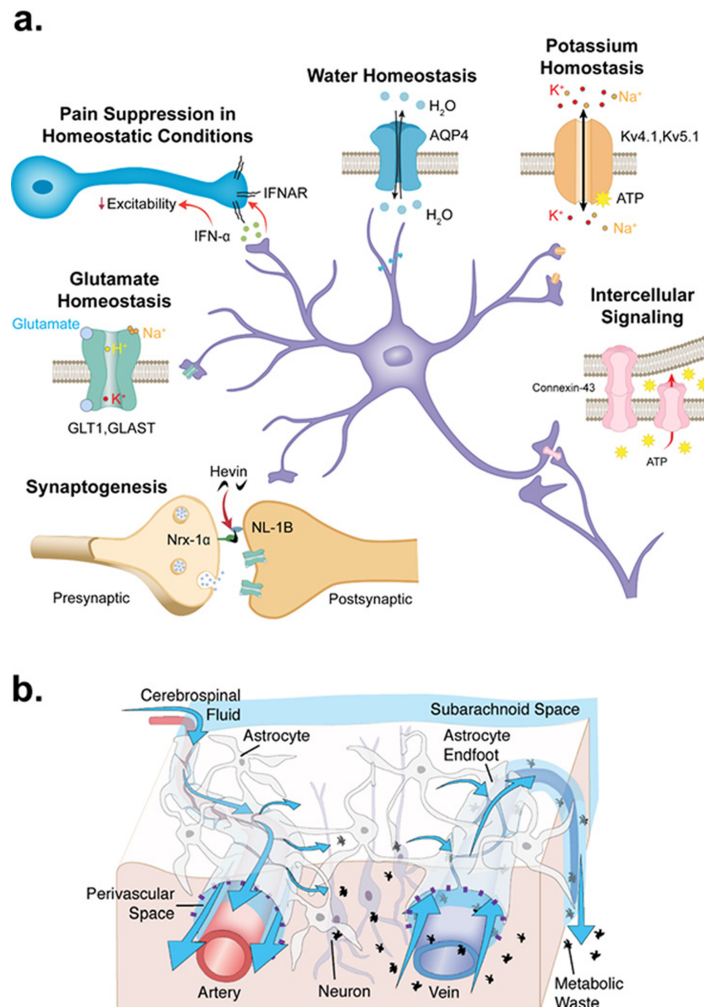 a.
Pain Suppression in
Homeostatic Conditions
IFNAR
↓ Excitability
IFN-α
Water Homeostasis
H₂O
AQP4
H₂O
Potassium
Homostasis
K⁺
Na⁺
Kv4.1,Kv5.1
ATP
K⁺
Na⁺
Glutamate
Homeostasis
Glutamate
Na⁺
H⁺
K⁺
GLT1,GLAST
Intercellular
Signaling
Connexin-43
ATP
Synaptogenesis
Hevin
Nrx-1α
NL-1B
Presynaptic
Postsynaptic
b.
Cerebrospinal
Fluid
Astrocyte
Subarachnoid Space
Astrocyte
Endfoot
Perivascular
Space
Artery
Neuron
Vein
Metabolic
Waste